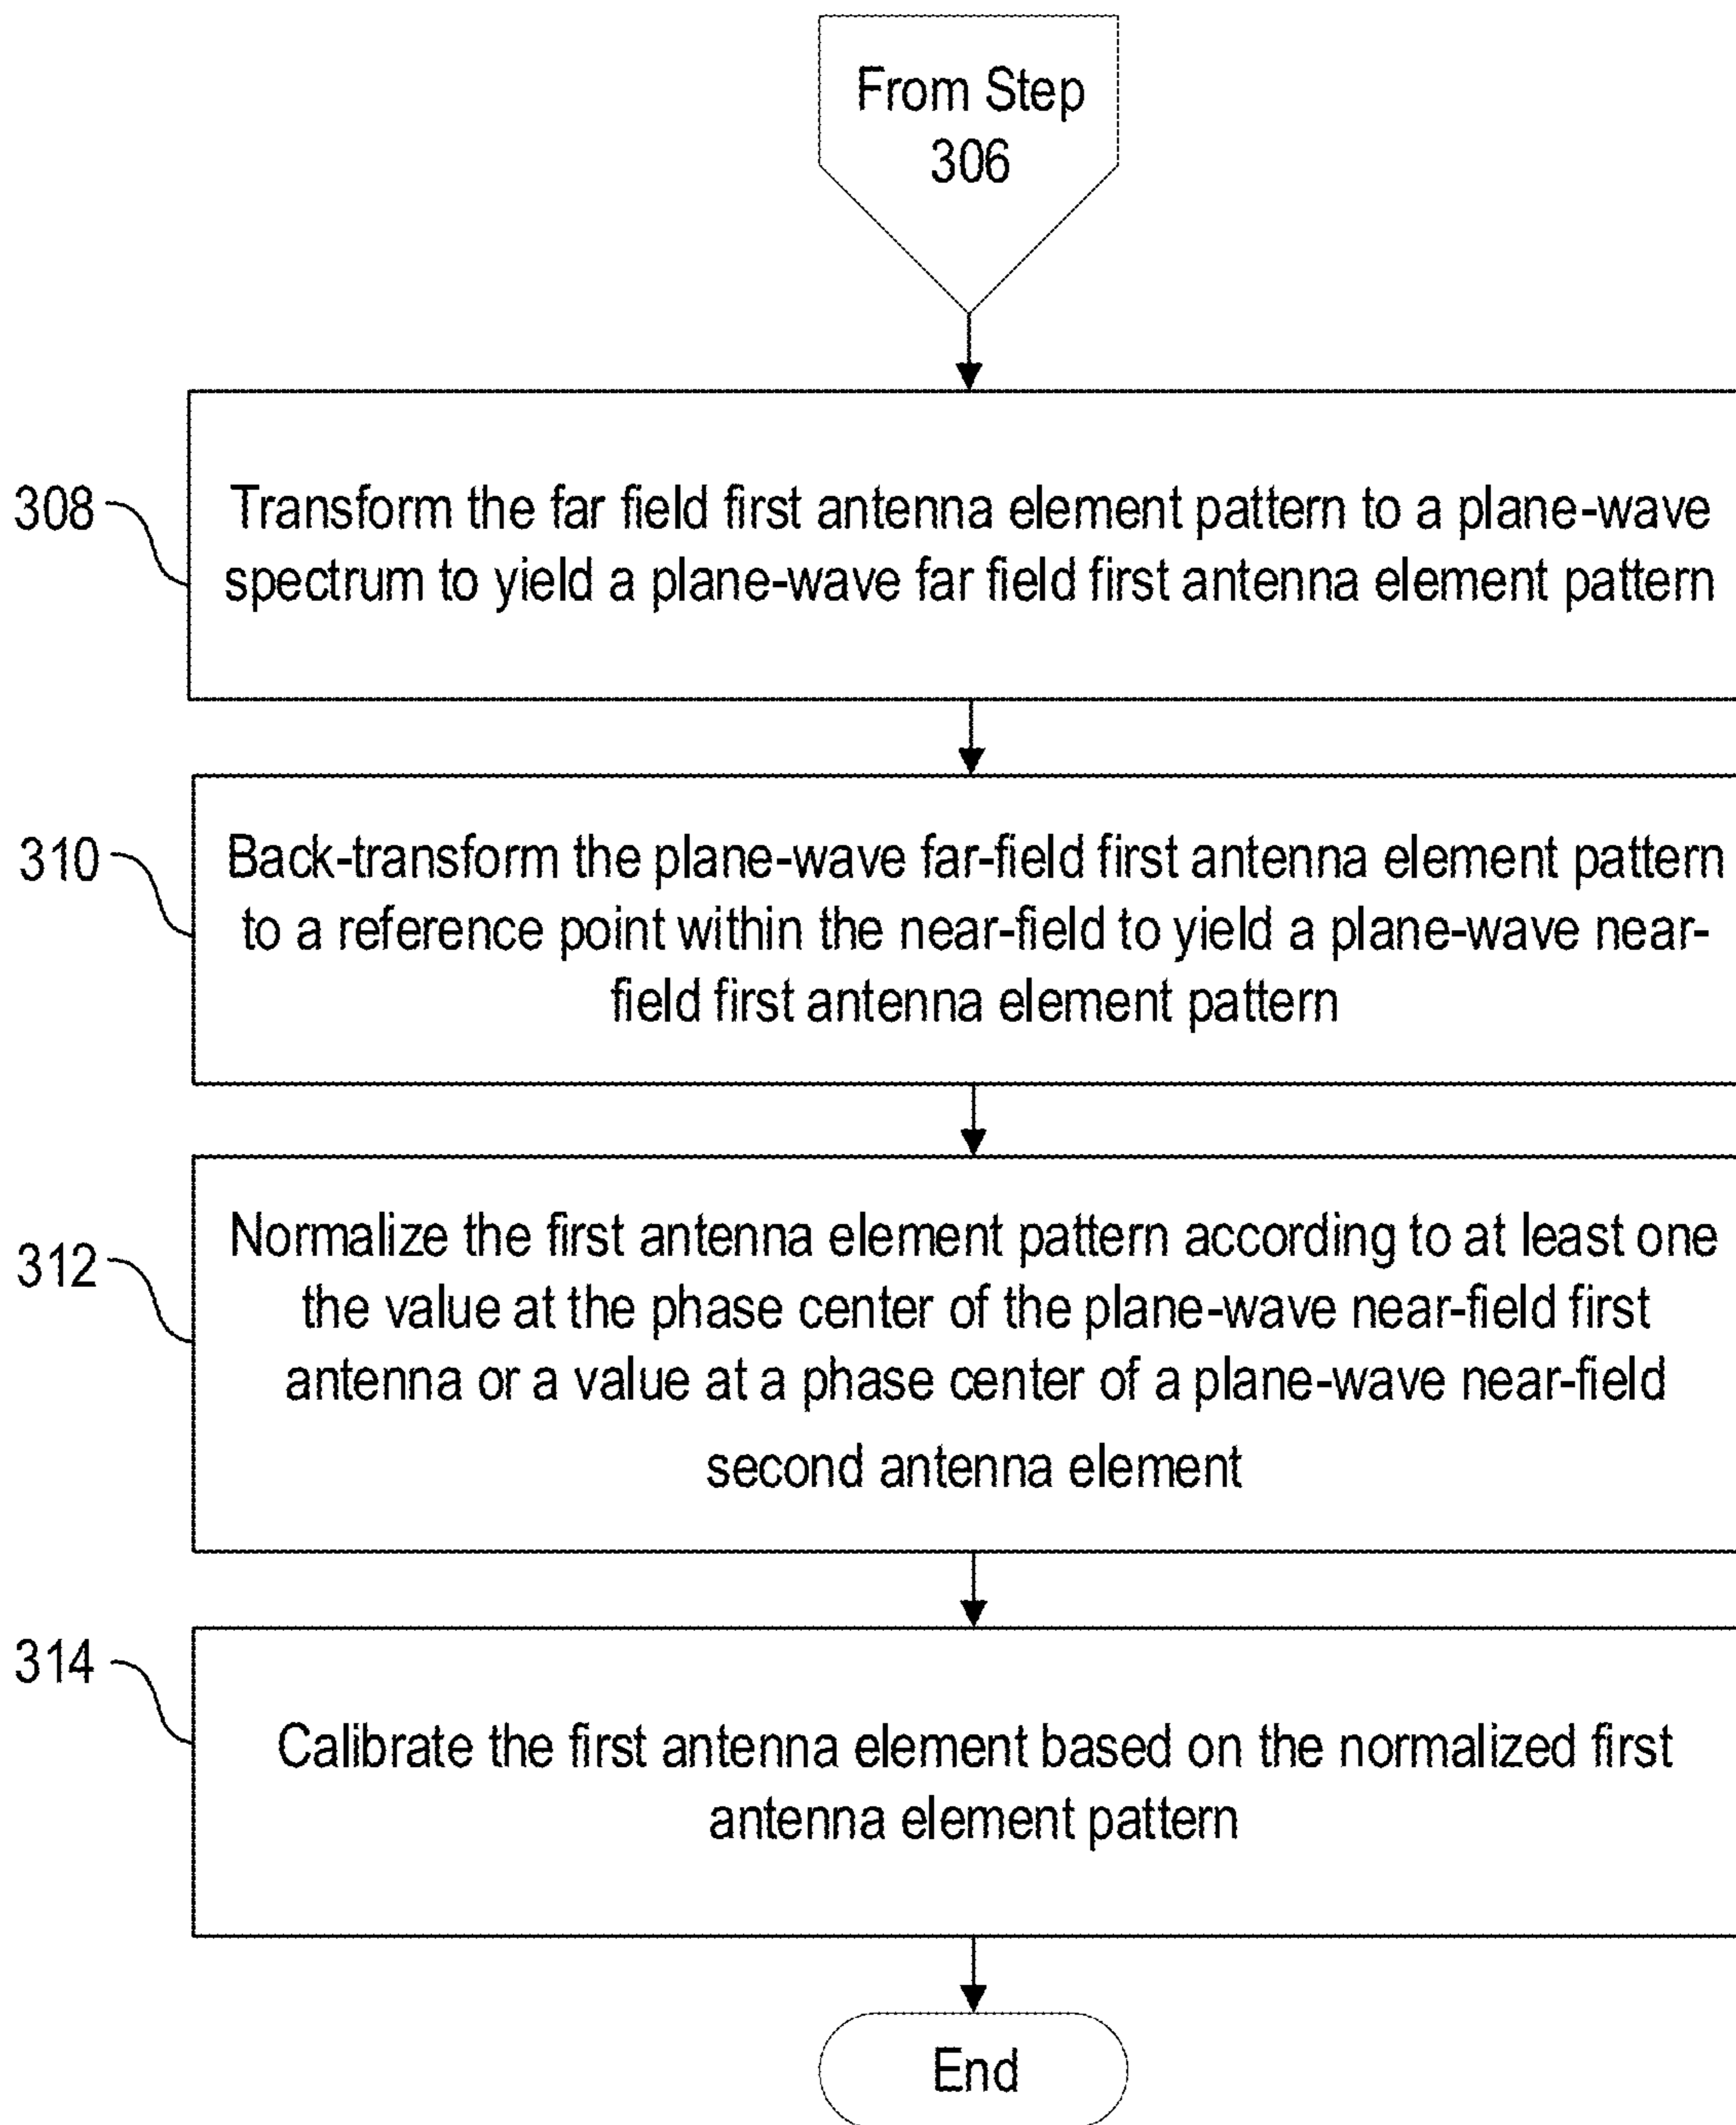 From Step
306
308
Transform the far field first antenna element pattern to a plane-wave
spectrum to yield a plane-wave far field first antenna element pattern
310
Back-transform the plane-wave far-field first antenna element pattern
to a reference point within the near-field to yield a plane-wave near-
field first antenna element pattern
312
Normalize the first antenna element pattern according to at least one
the value at the phase center of the plane-wave near-field first
antenna or a value at a phase center of a plane-wave near-field
second antenna element
314
Calibrate the first antenna element based on the normalized first
antenna element pattern
End